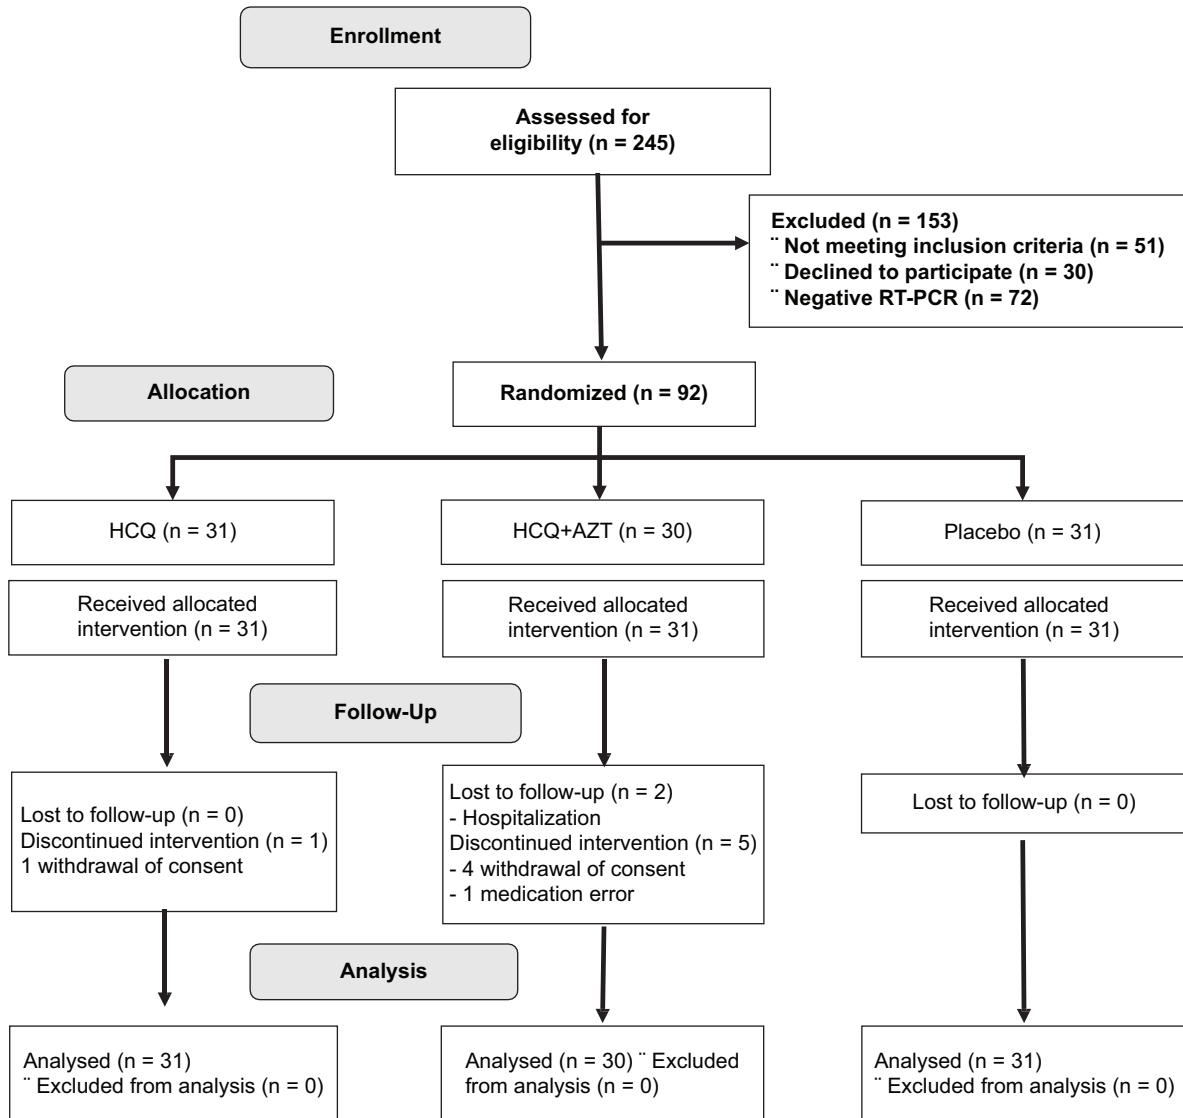 Enrollment
Assessed for
eligibility (n = 245)
Excluded (n = 153)
¨ Not meeting inclusion criteria (n = 51)
¨ Declined to participate (n = 30)
¨ Negative RT-PCR (n = 72)
Allocation
Randomized (n = 92)
HCQ (n = 31)
HCQ+AZT (n = 30)
Placebo (n = 31)
Received allocated
intervention (n = 31)
Received allocated
intervention (n = 31)
Received allocated
intervention (n = 31)
Follow-Up
Lost to follow-up (n = 0)
Discontinued intervention (n = 1)
1 withdrawal of consent
Lost to follow-up (n = 2)
- Hospitalization
Discontinued intervention (n = 5)
- 4 withdrawal of consent
- 1 medication error
Lost to follow-up (n = 0)
Analysis
Analysed (n = 31)
¨ Excluded from analysis (n = 0)
Analysed (n = 30) ¨ Excluded
from analysis (n = 0)
Analysed (n = 31)
¨ Excluded from analysis (n = 0)